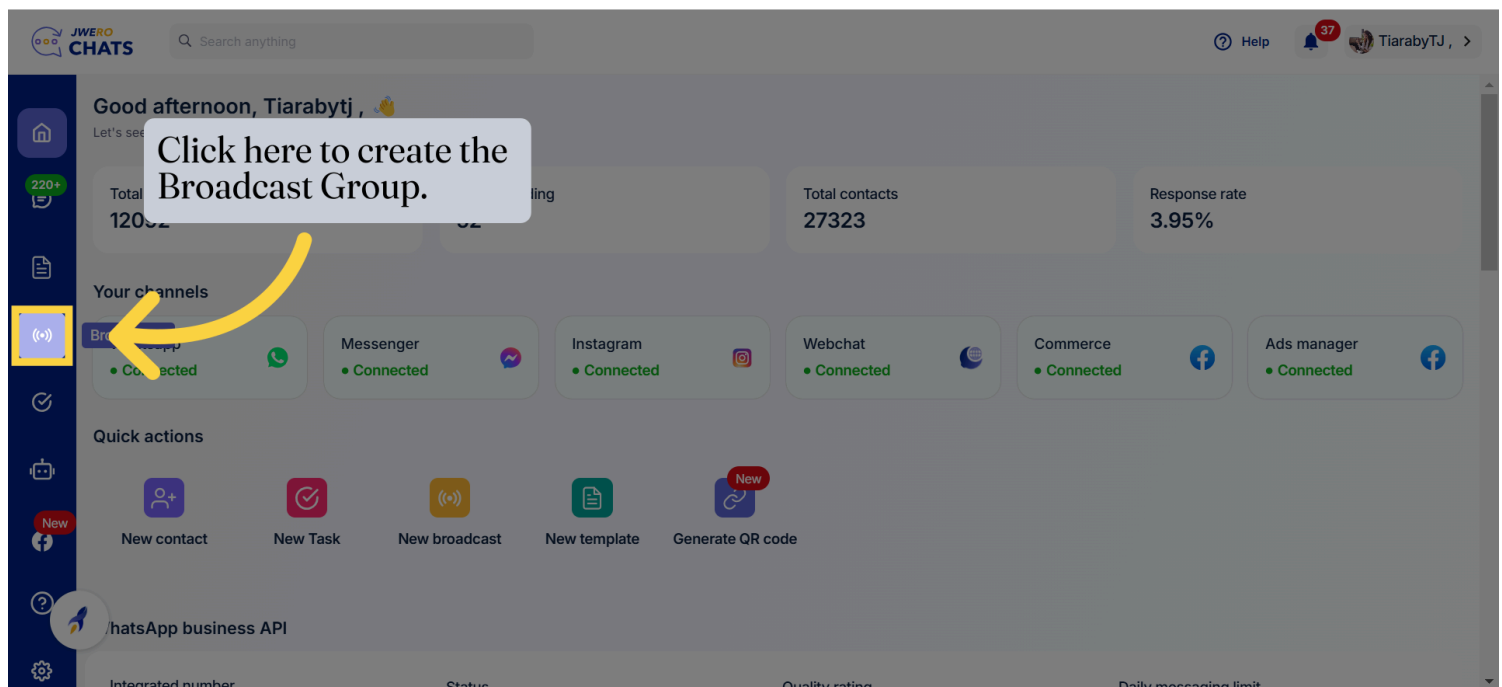 JWERO
CHATS
Search anything
Help
37
TiarabyTJ ,
Good afternoon, Tiarabytj , 👋
Let's see
Click here to create the
Broadcast Group.
220+
Total
Total contacts
27323
Response rate
3.95%
Your channels
Messenger
Connected
Instagram
Connected
Webchat
Connected
Commerce
Connected
Ads manager
Connected
Quick actions
New
New contact
New Task
New broadcast
New template
Generate QR code
New
WhatsApp business API
Integrated number
Status
Quality rating
Daily messaging limit